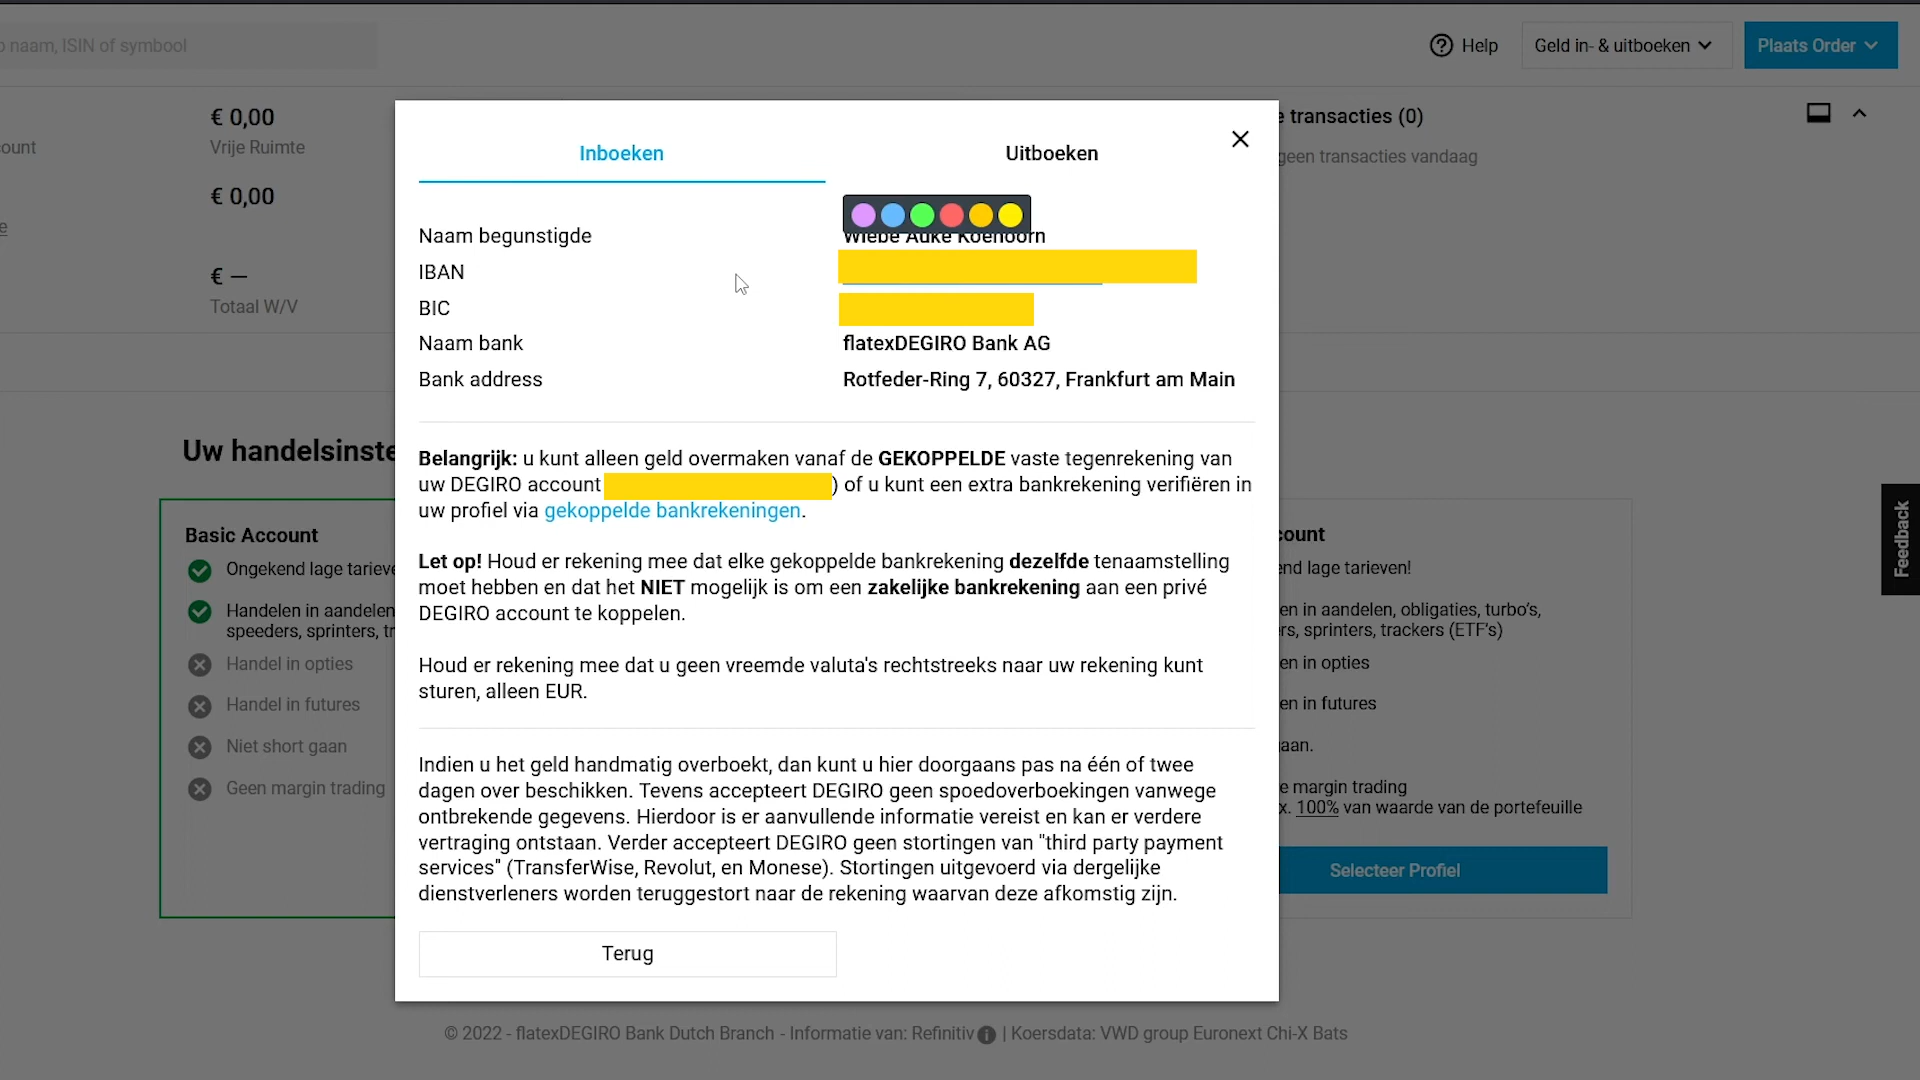 naam, ISIN of symbool
Help
Geld in- & uitboeken
Plaats Order
€ 0,00
Vrije Ruimte
€ 0,00
€ —
Totaal W/V
transacties (0)
geen transacties vandaag
Inboeken
Uitboeken
Naam begunstigde
Wiebe Auke Koehoorn
IBAN
BIC
Naam bank
flatexDEGIRO Bank AG
Bank address
Rotfeder-Ring 7, 60327, Frankfurt am Main
Belangrijk: u kunt alleen geld overmaken vanaf de GEKOPPELDE vaste tegenrekening van
uw DEGIRO account ) of u kunt een extra bankrekening verifiëren in
uw profiel via gekoppelde bankrekeningen.
Let op! Houd er rekening mee dat elke gekoppelde bankrekening dezelfde tenaamstelling
moet hebben en dat het NIET mogelijk is om een zakelijke bankrekening aan een privé
DEGIRO account te koppelen.
Houd er rekening mee dat u geen vreemde valuta's rechtstreeks naar uw rekening kunt
sturen, alleen EUR.
Indien u het geld handmatig overboekt, dan kunt u hier doorgaans pas na één of twee
dagen over beschikken. Tevens accepteert DEGIRO geen spoedoverboekingen vanwege
ontbrekende gegevens. Hierdoor is er aanvullende informatie vereist en kan er verdere
vertraging ontstaan. Verder accepteert DEGIRO geen stortingen van "third party payment
services" (TransferWise, Revolut, en Monese). Stortingen uitgevoerd via dergelijke
dienstverleners worden teruggestort naar de rekening waarvan deze afkomstig zijn.
Terug
Uw handelsinste
Basic Account
Ongekend lage tarieve
Handelen in aandelen
speeders, sprinters, tr
Handel in opties
Handel in futures
Niet short gaan
Geen margin trading
count
end lage tarieven!
en in aandelen, obligaties, turbo's,
rs, sprinters, trackers (ETF's)
en in opties
en in futures
aan.
e margin trading
x. 100% van waarde van de portefeuille
Selecteer Profiel
Feedback
© 2022 - flatexDEGIRO Bank Dutch Branch - Informatie van: Refinitiv | Koersdata: VWD group Euronext Chi-X Bats